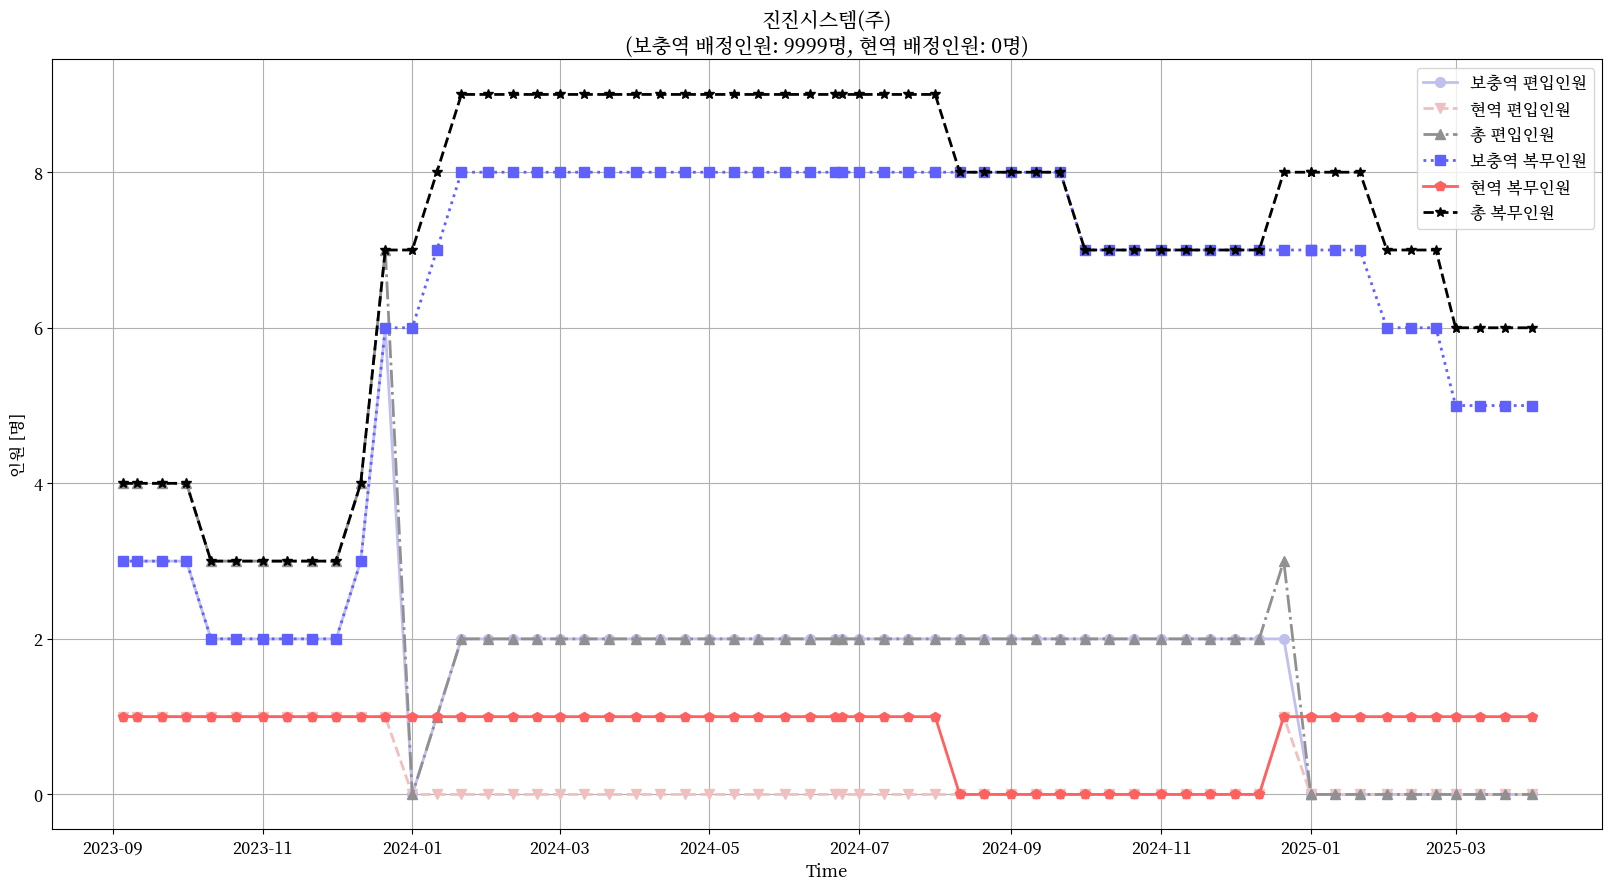 진진시스템(주)
(보충역 배정인원: 9999명, 현역 배정인원: 0명)
보충역 편입인원
현역 편입인원
총 편입인원
보충역 복무인원
현역 복무인원
총 복무인원
인원 [명]
8
6
4
2
0
2023-09
2023-11
2024-01
2024-03
2024-05
2024-07
2024-09
2024-11
2025-01
2025-03
Time